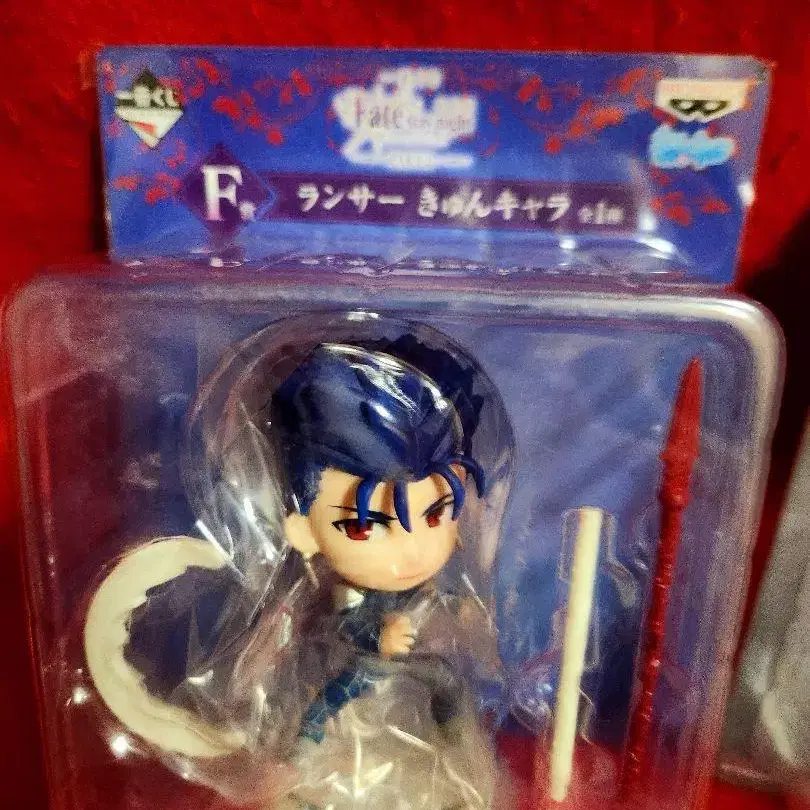 一番くじ
Fate stay night
BANPRESTO
F賞
ランサー きゅんキャラ 全1種